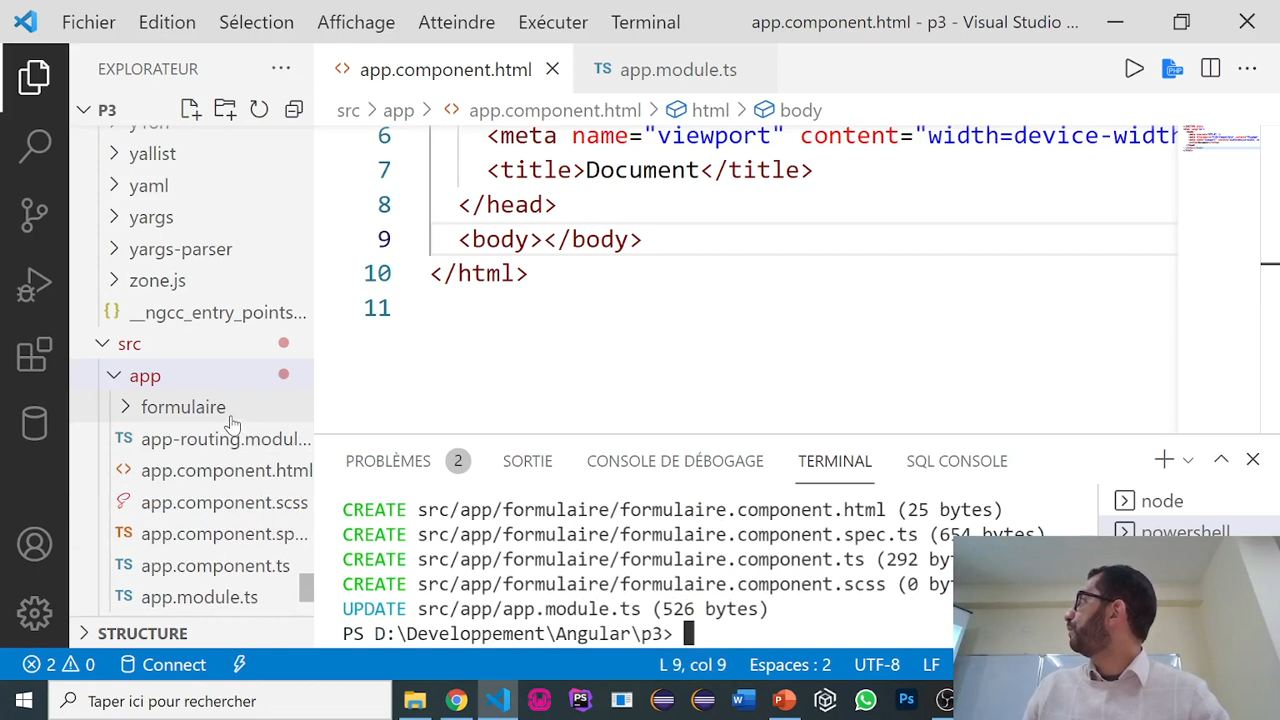 Fichier Edition Sélection Affichage Atteindre Exécuter Terminal app.component.html - p3 - Visual Studio ...
EXPLORATEUR
app.component.html
TS app.module.ts
P3
src > app > app.component.html > html > body
yallist
yaml
yargs
yargs-parser
zone.js
{} __ngcc_entry_points...
src
app
formulaire
TS app-routing.modul...
<> app.component.html
app.component.scss
TS app.component.sp...
TS app.component.ts
TS app.module.ts
STRUCTURE
6 <meta name="viewport" content="width=device-width
7 <title>Document</title>
8 </head>
9 <body></body>
10 </html>
11
PROBLÈMES 2 SORTIE CONSOLE DE DÉBOGAGE TERMINAL SQL CONSOLE
CREATE src/app/formulaire/formulaire.component.html (25 bytes)
CREATE src/app/formulaire/formulaire.component.spec.ts (654 bytes)
CREATE src/app/formulaire/formulaire.component.ts (292 by
CREATE src/app/formulaire/formulaire.component.scss (0 b
UPDATE src/app/app.module.ts (526 bytes)
PS D:\Developpement\Angular\p3>
node
powershell
2 0 Connect L 9, col 9 Espaces : 2 UTF-8 LF
Taper ici pour rechercher